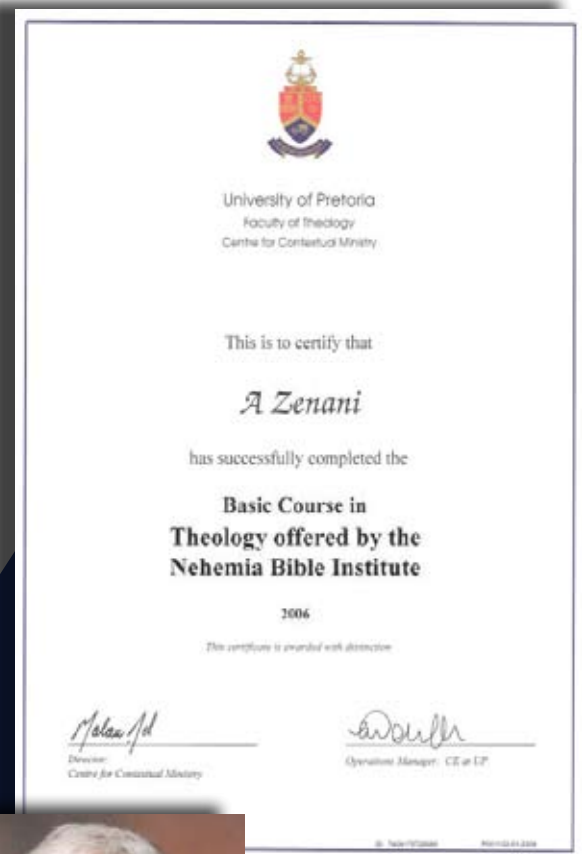 University of Pretoria
Faculty of Theology
Centre for Contextual Ministry
This is to certify that
A Zenani
has successfully completed the
Basic Course in
Theology offered by the
Nehemia Bible Institute
2006
This certificate is awarded with distinction
Director:
Centre for Contextual Ministry
Operations Manager: CE at UP